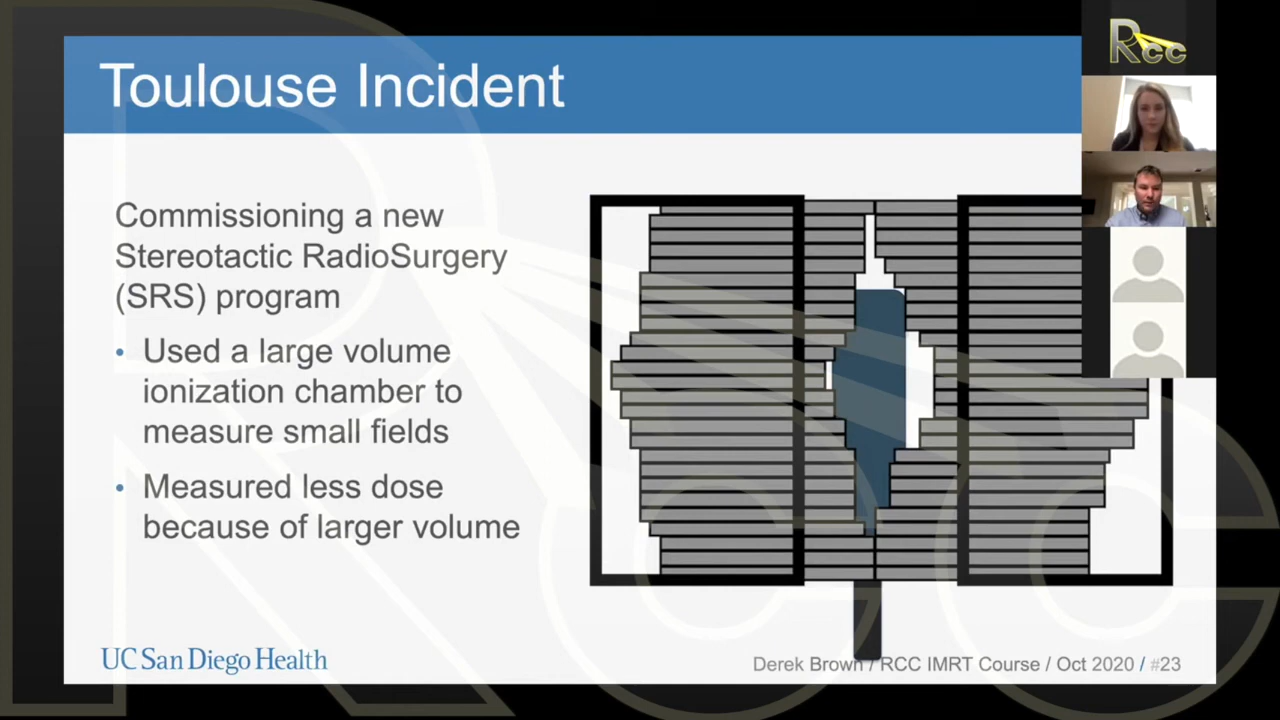 Toulouse Incident
Rcc
Commissioning a new
Stereotactic RadioSurgery
(SRS) program
• Used a large volume
ionization chamber to
measure small fields
• Measured less dose
because of larger volume
UC San Diego Health
Derek Brown / RCC IMRT Course / Oct 2020 / #23